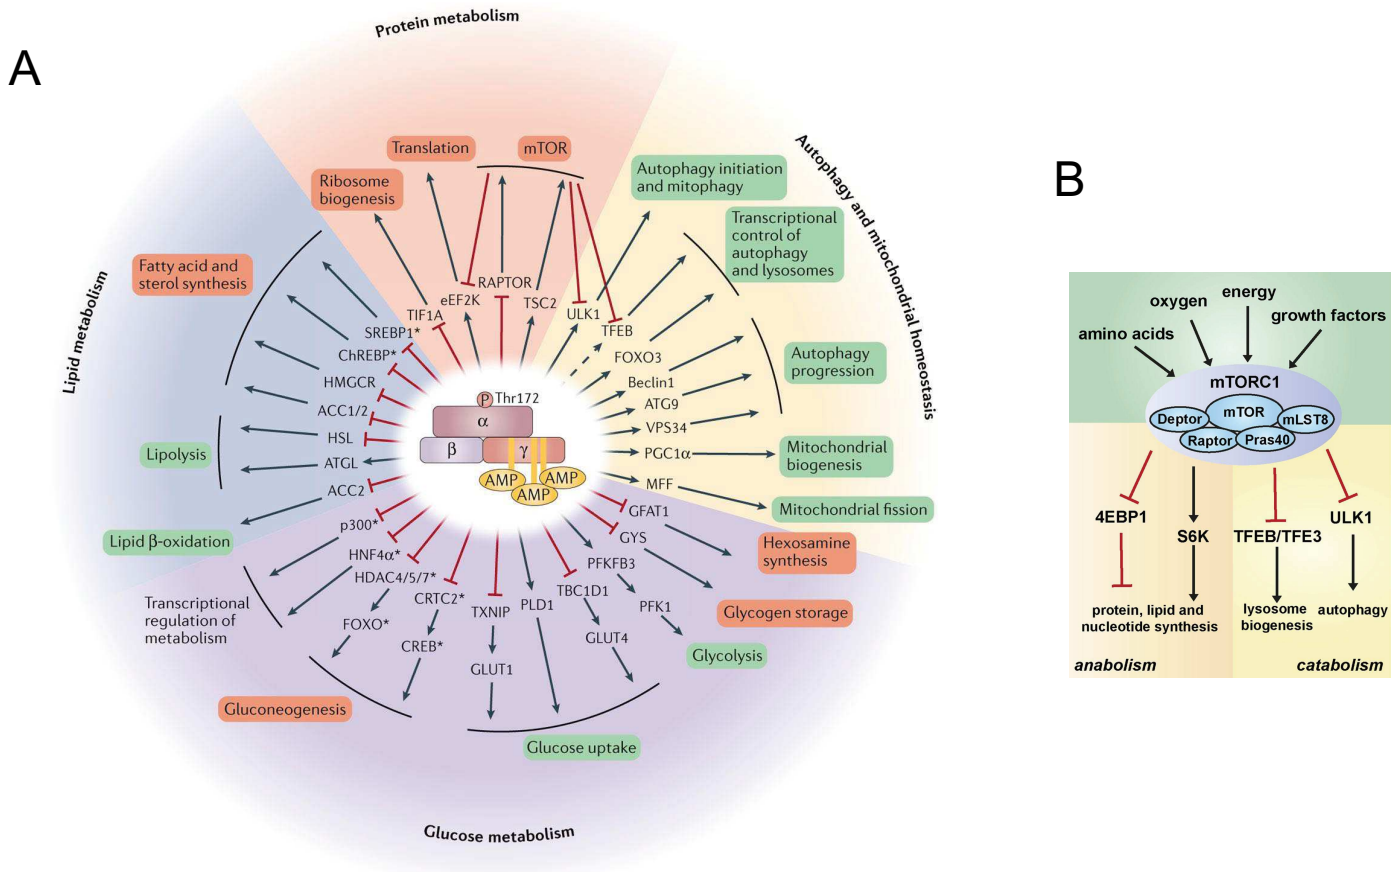 A
Protein metabolism
Translation
mTOR
Ribosome
biogenesis
eEF2K
RAPTOR
TIF1A
TSC2
Autophagy and mitochondrial homeostasis
Autophagy initiation
and mitophagy
Transcriptional
control of
autophagy
and lysosomes
Autophagy
progression
Mitochondrial
biogenesis
Mitochondrial fission
ULK1
TFEB
FOXO3
Beclin1
ATG9
VPS34
PGC1α
MFF
Lipid metabolism
Fatty acid and
sterol synthesis
Lipolysis
Lipid β-oxidation
SREBP1*
ChREBP*
HMGCR
ACC1/2
HSL
ATGL
ACC2
P
Thr172
α
β
γ
AMP
AMP
AMP
GFAT1
GYS
PFKFB3
PFK1
TBC1D1
GLUT4
PLD1
TXNIP
GLUT1
CRTC2*
CREB*
HDAC4/5/7*
FOXO*
HNF4α*
p300*
Hexosamine
synthesis
Glycogen storage
Glycolysis
Glucose uptake
Gluconeogenesis
Transcriptional
regulation of
metabolism
Glucose metabolism
B
energy
oxygen
growth factors
amino acids
mTORC1
mTOR
Deptor
mLST8
Raptor
Pras40
4EBP1
S6K
TFEB/TFE3
ULK1
protein, lipid and
nucleotide synthesis
lysosome
biogenesis
autophagy
anabolism
catabolism